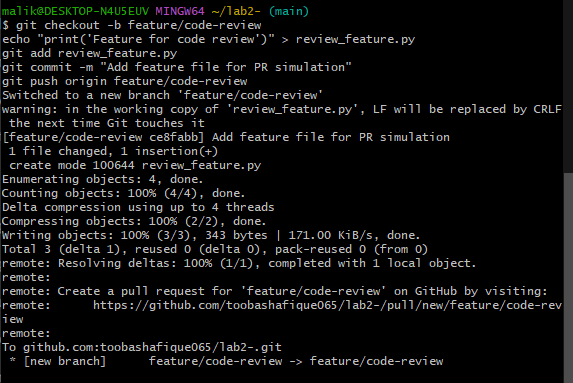 malik@DESKTOP-N4U5EUV MINGW64 ~/lab2- (main)
$ git checkout -b feature/code-review
echo "print('Feature for code review')" > review_feature.py
git add review_feature.py
git commit -m "Add feature file for PR simulation"
git push origin feature/code-review
Switched to a new branch 'feature/code-review'
warning: in the working copy of 'review_feature.py', LF will be replaced by CRLF
 the next time Git touches it
[feature/code-review ce8fabb] Add feature file for PR simulation
 1 file changed, 1 insertion(+)
 create mode 100644 review_feature.py
Enumerating objects: 4, done.
Counting objects: 100% (4/4), done.
Delta compression using up to 4 threads
Compressing objects: 100% (2/2), done.
Writing objects: 100% (3/3), 343 bytes | 171.00 KiB/s, done.
Total 3 (delta 1), reused 0 (delta 0), pack-reused 0 (from 0)
remote: Resolving deltas: 100% (1/1), completed with 1 local object.
remote:
remote: Create a pull request for 'feature/code-review' on GitHub by visiting:
remote:      https://github.com/toobashafique065/lab2-/pull/new/feature/code-rev
iew
remote:
To github.com:toobashafique065/lab2-.git
 * [new branch]      feature/code-review -> feature/code-review